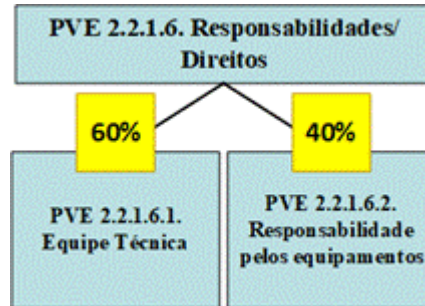 PVE 2.2.1.6. Responsabilidades/
Direitos
60%
40%
PVE 2.2.1.6.1.
Equipe Técnica
PVE 2.2.1.6.2.
Responsabilidade
pelos equipamentos